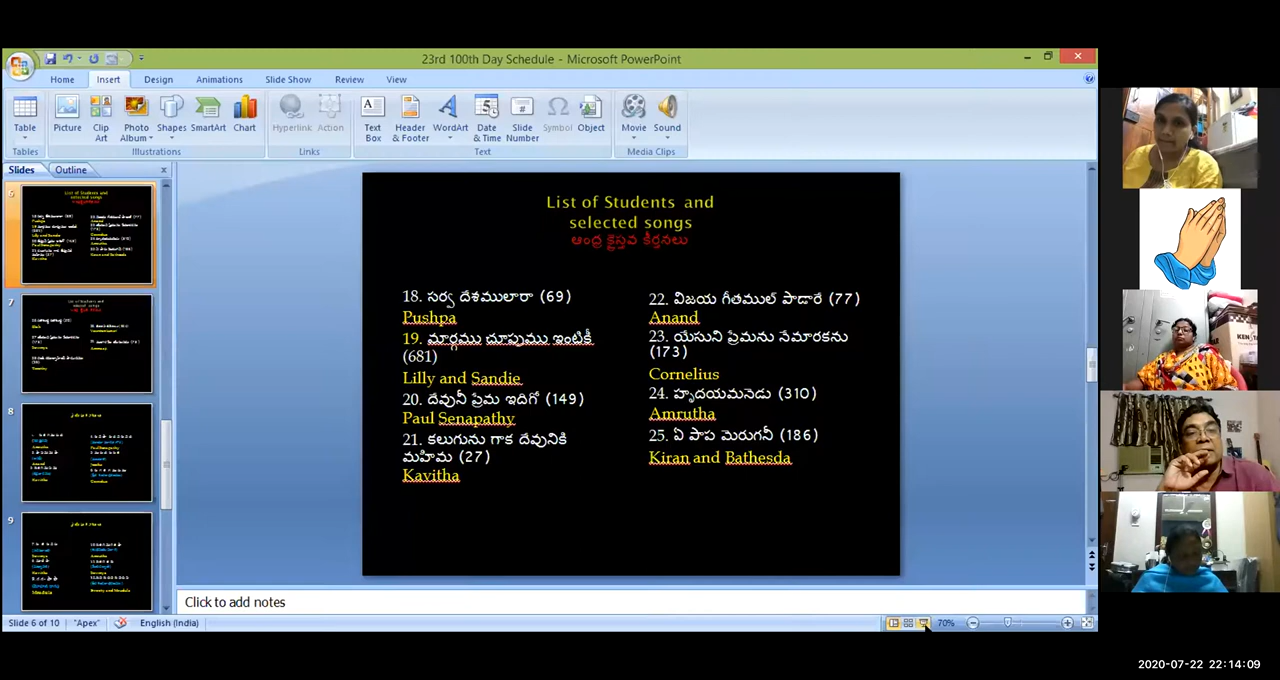 23rd 100th Day Schedule - Microsoft PowerPoint
Home Insert Design Animations Slide Show Review View
Table Picture Clip Art Photo Album Shapes SmartArt Chart Hyperlink Action Text Box Header & Footer WordArt Date & Time Slide Number Symbol Object Movie Sound
Tables Illustrations Links Text Media Clips
Slides Outline
List of Students and
selected songs
ఆంధ్ర క్రైస్తవ కీర్తనలు
18. సర్వ దేశములారా (69)
Pushpa
19. మార్గము చూపుము ఇంటికీ
(681)
Lilly and Sandie
20. దేవునీ ప్రేమ ఇదిగో (149)
Paul Senapathy
21. కలుగును గాక దేవునికి
మహిమ (27)
Kavitha
22. విజయ గీతముల్ పాడారే (77)
Anand
23. యేసుని ప్రేమను నేమారకను
(173)
Cornelius
24. హృదయమనెడు (310)
Amrutha
25. ఏ పాప మెరుగనీ (186)
Kiran and Bathesda
7
8
9
Click to add notes
Slide 6 of 10 "Apex" English (India) 70%
2020-07-22 22:14:09